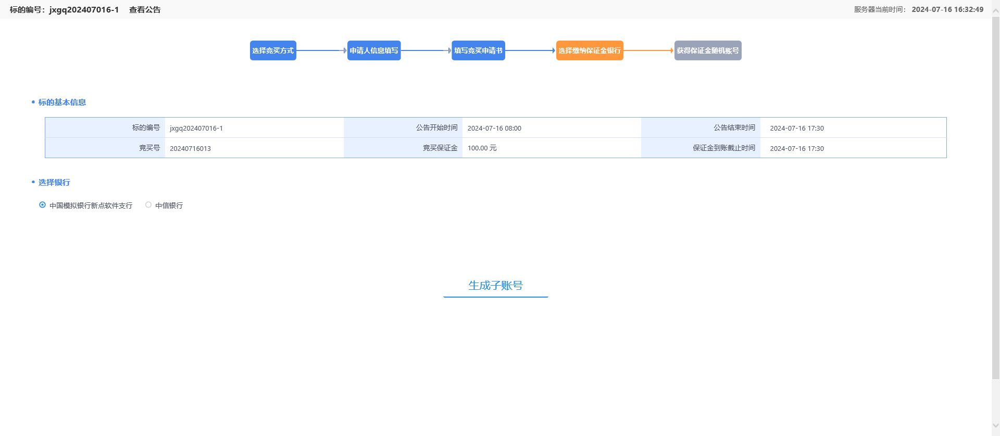 标的编号：jxgq202407016-1 查看公告 服务器当前时间： 2024-07-16 16:32:49
选择竞买方式 申请人信息填写 填写竞买申请书 选择缴纳保证金银行 获得保证金随机账号
标的基本信息
标的编号 jxgq202407016-1 公告开始时间 2024-07-16 08:00 公告结束时间 2024-07-16 17:30
竞买号 20240716013 竞买保证金 100.00 元 保证金到账截止时间 2024-07-16 17:30
选择银行
中国模拟银行新点软件支行 中信银行
生成子账号